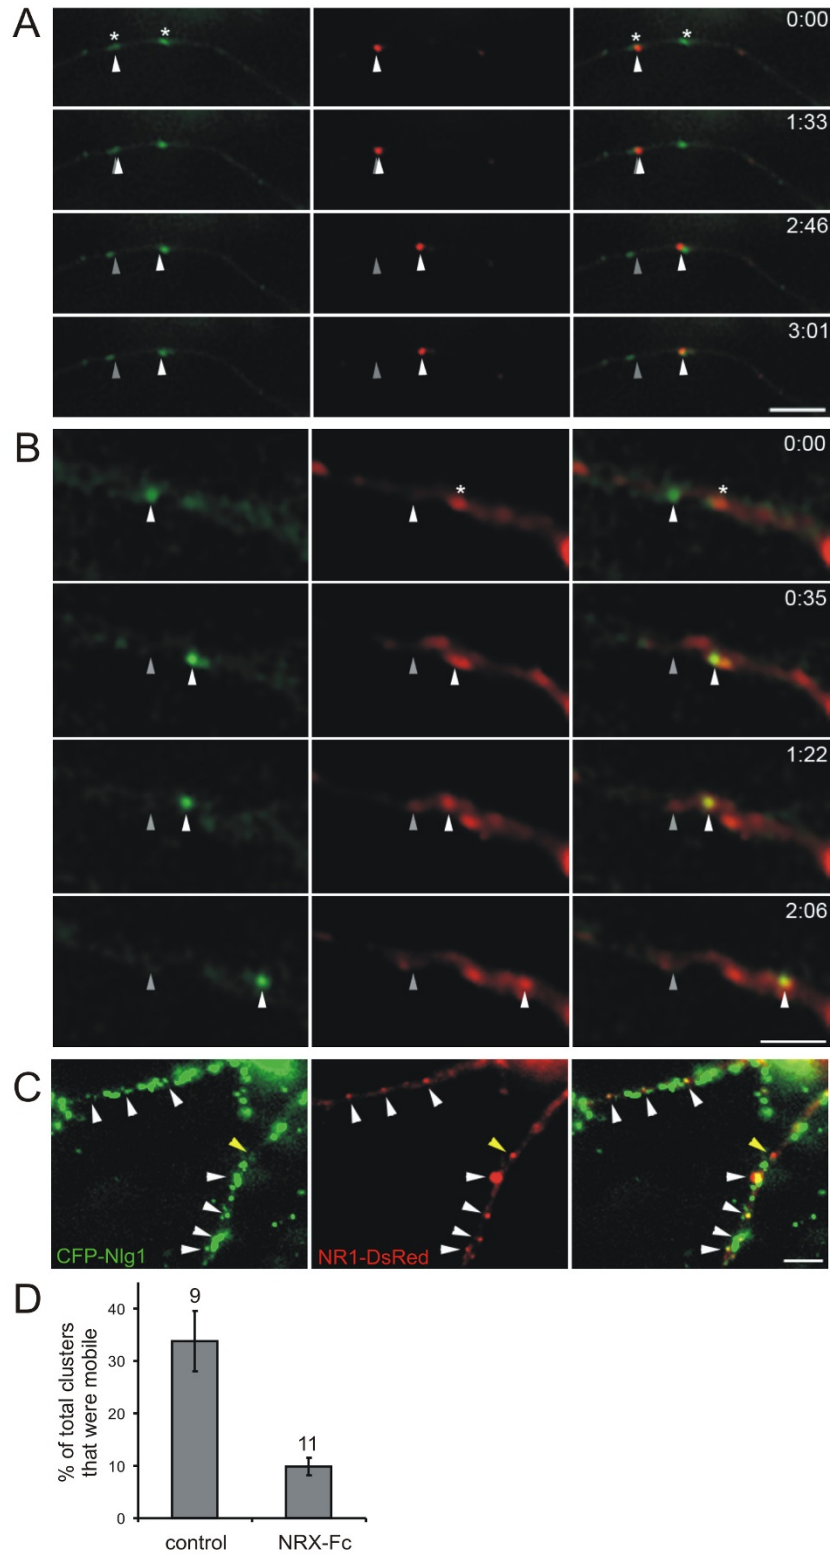 A
* * * * 0:00
1:33
2:46
3:01
B
* * 0:00
0:35
1:22
2:06
C
CFP-Nlg1 NR1-DsRed
D
% of total clusters
that were mobile
40
30
20
10
0
9
11
control NRX-Fc